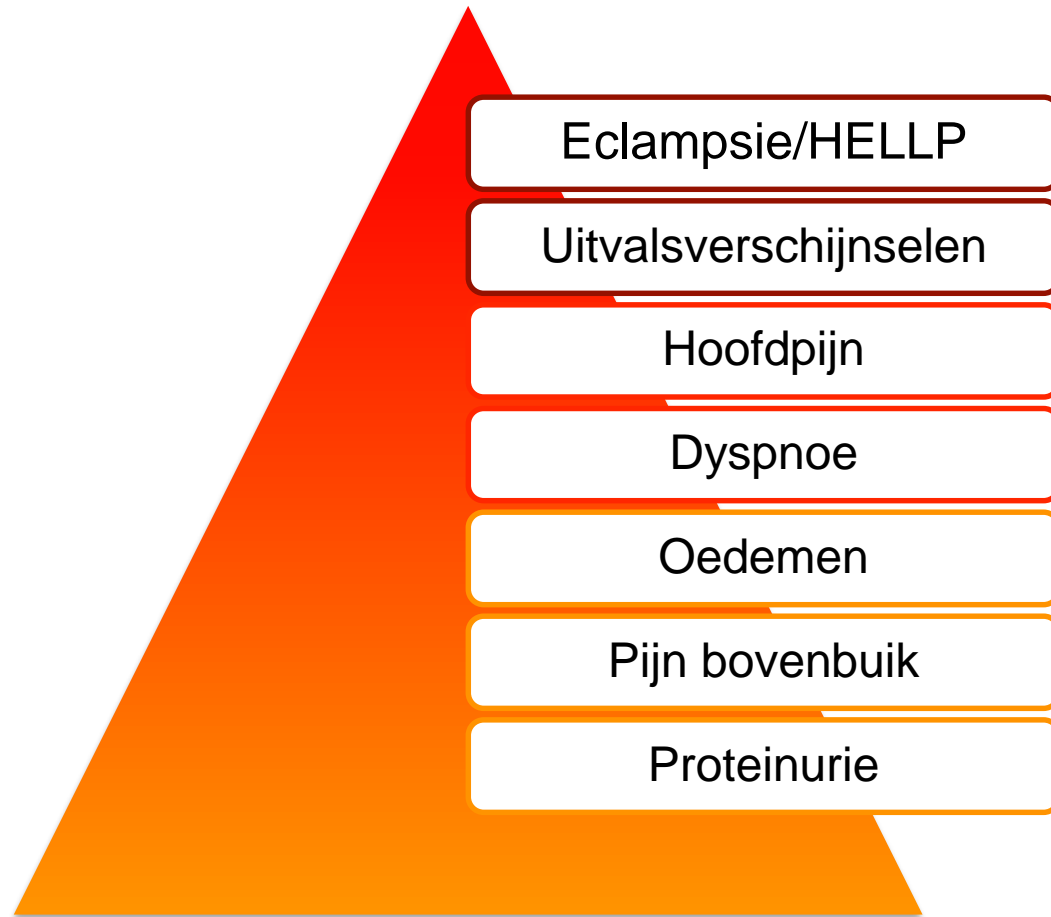 Eclampsie/HELLP
Uitvalsverschijnselen
Hoofdpijn
Dyspnoe
Oedemen
Pijn bovenbuik
Proteinurie